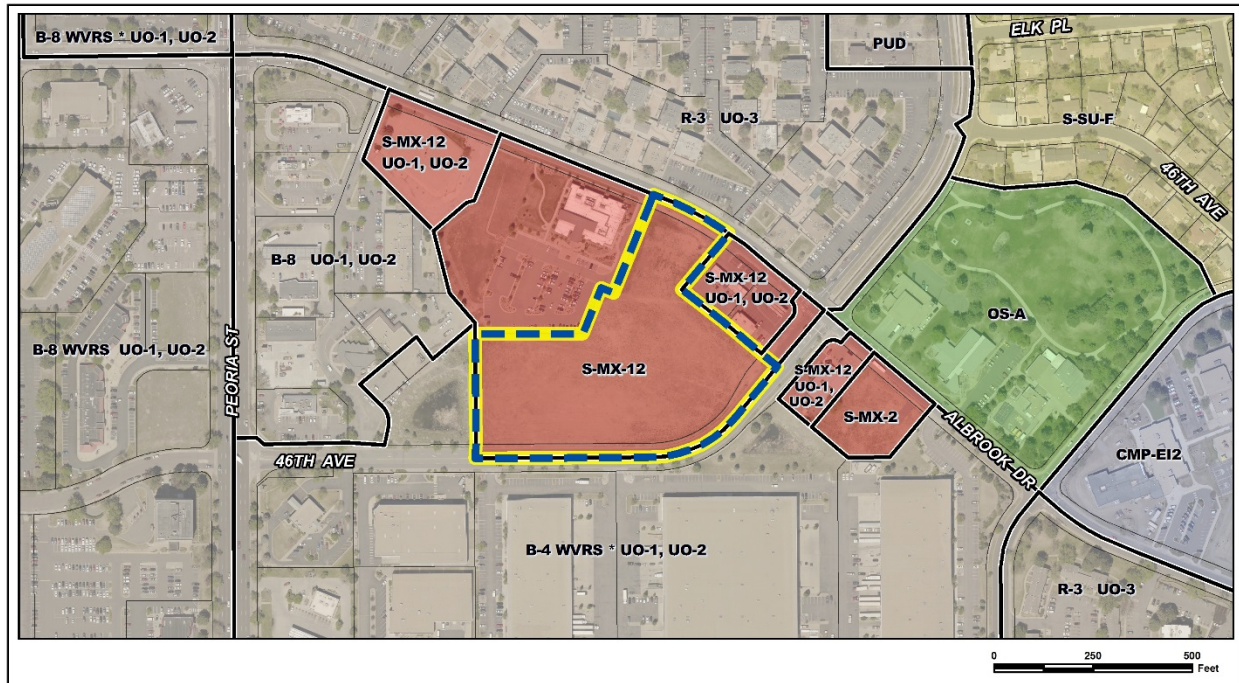 B-8 WVRS * UO-1, UO-2
PUD
ELK PL
R-3 UO-3
S-SU-F
S-MX-12
UO-1, UO-2
46TH AVE
B-8 UO-1, UO-2
S-MX-12
UO-1, UO-2
OS-A
B-8 WVRS UO-1, UO-2
PEORIA ST
S-MX-12
S-MX-12
UO-1,
UO-2
S-MX-2
ALBROOK DR
46TH AVE
CMP-EI2
B-4 WVRS * UO-1, UO-2
R-3 UO-3
0 250 500
Feet